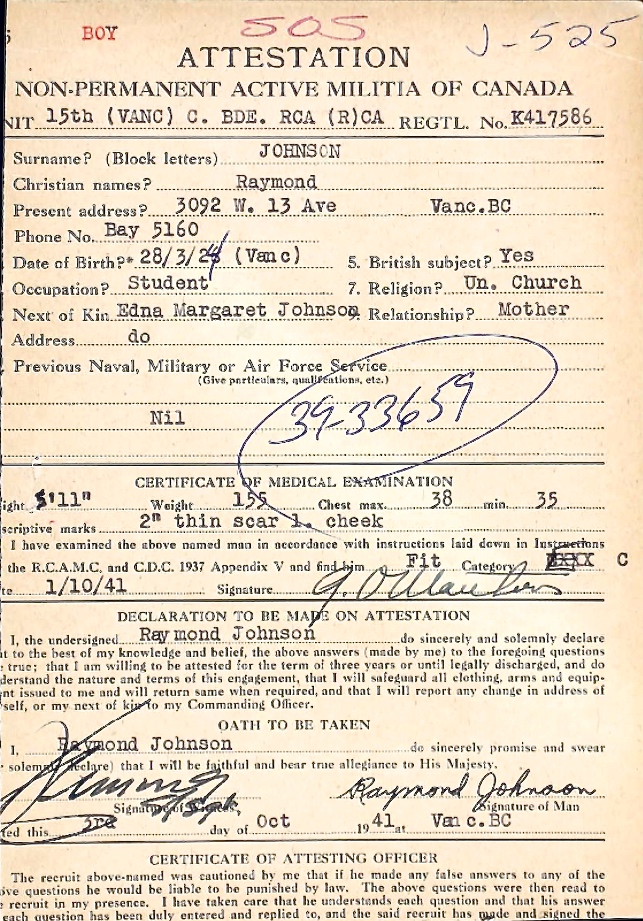 5 BOY 505 J-525
ATTESTATION
NON-PERMANENT ACTIVE MILITIA OF CANADA
NIT 15th (VANC) C. BDE. RCA (R)CA REGTL. No. K417586
Surname? (Block letters) JOHNSON
Christian names? Raymond
Present address? 3092 W. 13 Ave Vanc.BC
Phone No. Bay 5160
Date of Birth?* 28/3/24 (Vanc) 5. British subject? Yes
Occupation? Student 7. Religion? Un. Church
Next of Kin Edna Margaret Johnson 9. Relationship? Mother
Address do
Previous Naval, Military or Air Force Service
(Give particulars, qualifications, etc.)
Nil 39-33659
CERTIFICATE OF MEDICAL EXAMINATION
ight 5'11" Weight 155 Chest max. 38 min. 35
scriptive marks 2" thin scar l. cheek
I have examined the above named man in accordance with instructions laid down in Instructions
the R.C.A.M.C. and C.D.C. 1937 Appendix V and find him Fit Category C
te 1/10/41 Signature
DECLARATION TO BE MADE ON ATTESTATION
I, the undersigned Raymond Johnson do sincerely and solemnly declare
t to the best of my knowledge and belief, the above answers (made by me) to the foregoing questions
true; that I am willing to be attested for the term of three years or until legally discharged, and do
derstand the nature and terms of this engagement, that I will safeguard all clothing, arms and equip-
nt issued to me and will return same when required, and that I will report any change in address of
self, or my next of kin to my Commanding Officer.
OATH TO BE TAKEN
I, Raymond Johnson do sincerely promise and swear
solemnly declare) that I will be faithful and bear true allegiance to His Majesty.
Raymond Johnson
Signature of Witness Signature of Man
ted this 3rd day of Oct 1941 at Vanc.BC
CERTIFICATE OF ATTESTING OFFICER
The recruit above-named was cautioned by me that if he made any false answers to any of the
ove questions he would be liable to be punished by law. The above questions were then read to
e recruit in my presence. I have taken care that he understands each question and that his answer
each question has been duly entered and replied to, and the said recruit has made and signed the